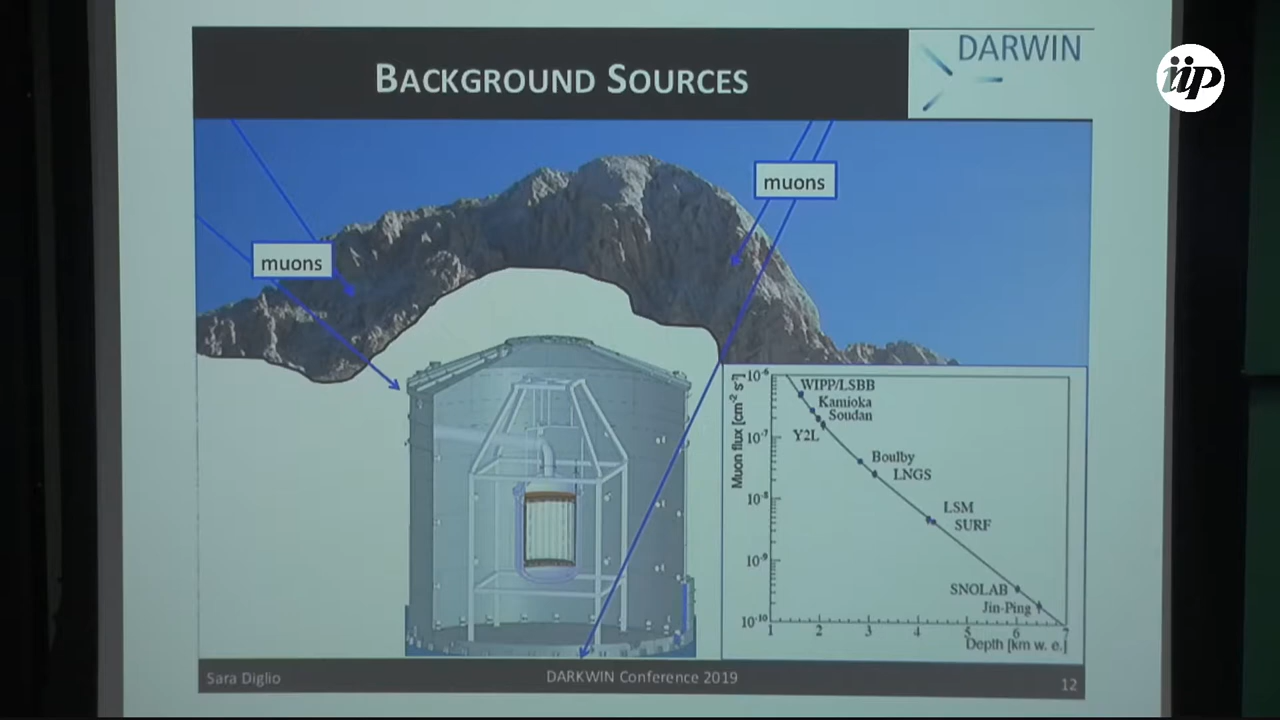 BACKGROUND SOURCES
DARWIN
iip
muons
muons
Muon flux [cm⁻² s⁻¹]
10⁻⁶
10⁻⁷
10⁻⁸
10⁻⁹
10⁻¹⁰
WIPP/LSBB
Kamioka
Soudan
Y2L
Boulby
LNGS
LSM
SURF
SNOLAB
Jin-Ping
1 2 3 4 5 6 7
Depth [km w. e.]
Sara Diglio
DARKWIN Conference 2019
12